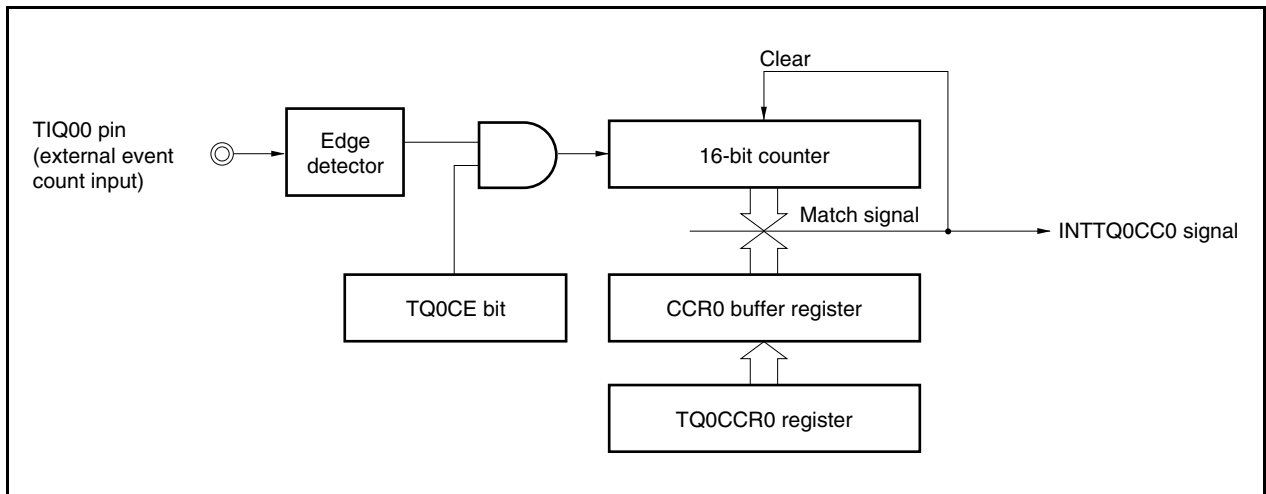 Clear
TIQ00 pin
(external event
count input)
Edge
detector
16-bit counter
Match signal
INTTQ0CC0 signal
TQ0CE bit
CCR0 buffer register
TQ0CCR0 register